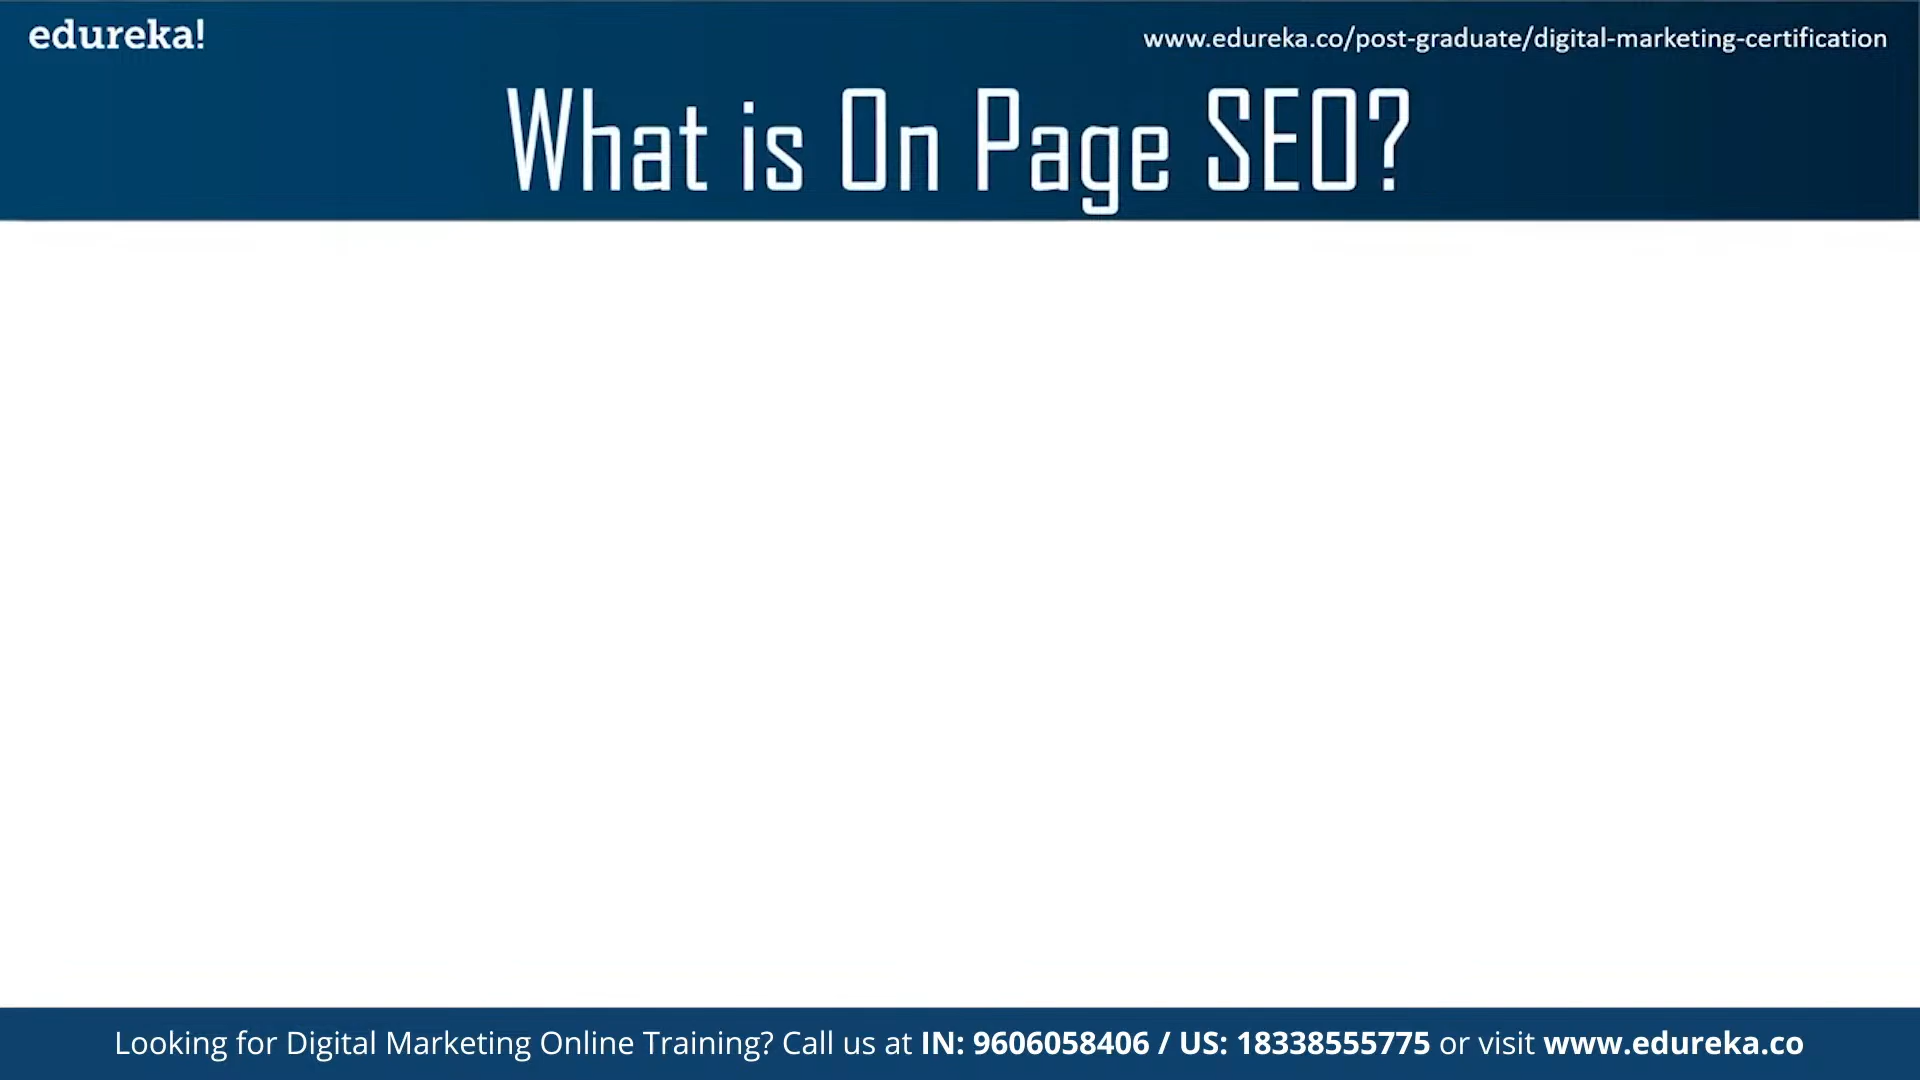 edureka!
www.edureka.co/post-graduate/digital-marketing-certification
What is On Page SEO?
Looking for Digital Marketing Online Training? Call us at IN: 9606058406 / US: 18338555775 or visit www.edureka.co